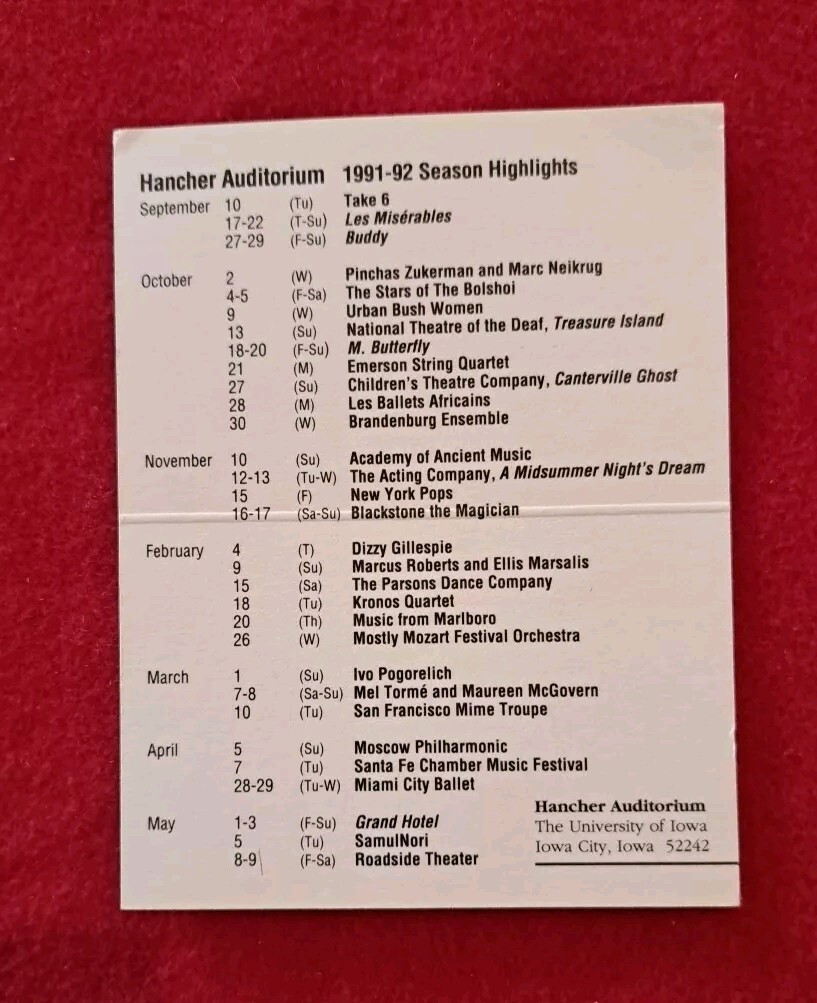 Hancher Auditorium 1991-92 Season Highlights
September 10 (Tu) Take 6
17-22 (T-Su) Les Misérables
27-29 (F-Su) Buddy
October 2 (W) Pinchas Zukerman and Marc Neikrug
4-5 (F-Sa) The Stars of The Bolshoi
9 (W) Urban Bush Women
13 (Su) National Theatre of the Deaf, Treasure Island
18-20 (F-Su) M. Butterfly
21 (M) Emerson String Quartet
27 (Su) Children's Theatre Company, Canterville Ghost
28 (M) Les Ballets Africains
30 (W) Brandenburg Ensemble
November 10 (Su) Academy of Ancient Music
12-13 (Tu-W) The Acting Company, A Midsummer Night's Dream
15 (F) New York Pops
16-17 (Sa-Su) Blackstone the Magician
February 4 (T) Dizzy Gillespie
9 (Su) Marcus Roberts and Ellis Marsalis
15 (Sa) The Parsons Dance Company
18 (Tu) Kronos Quartet
20 (Th) Music from Marlboro
26 (W) Mostly Mozart Festival Orchestra
March 1 (Su) Ivo Pogorelich
7-8 (Sa-Su) Mel Tormé and Maureen McGovern
10 (Tu) San Francisco Mime Troupe
April 5 (Su) Moscow Philharmonic
7 (Tu) Santa Fe Chamber Music Festival
28-29 (Tu-W) Miami City Ballet
May 1-3 (F-Su) Grand Hotel
5 (Tu) SamulNori
8-9 (F-Sa) Roadside Theater
Hancher Auditorium
The University of Iowa
Iowa City, Iowa 52242